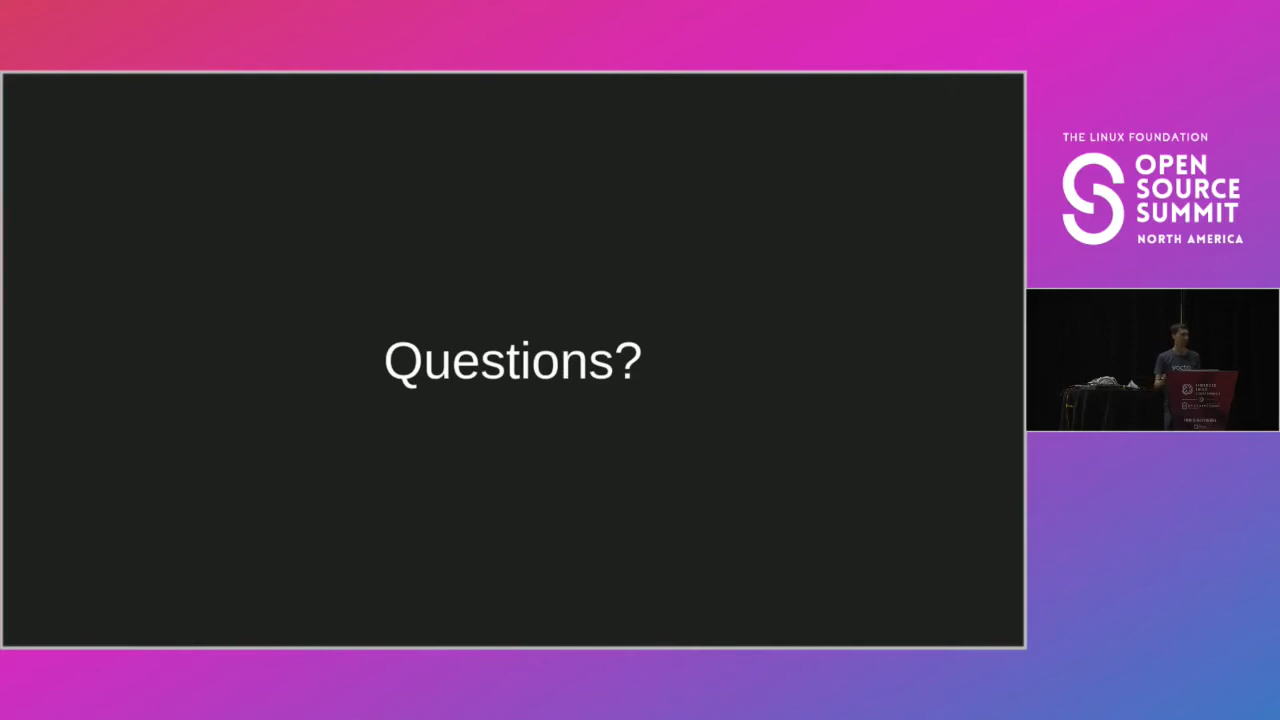 Questions?
THE LINUX FOUNDATION
OPEN
SOURCE
SUMMIT
NORTH AMERICA